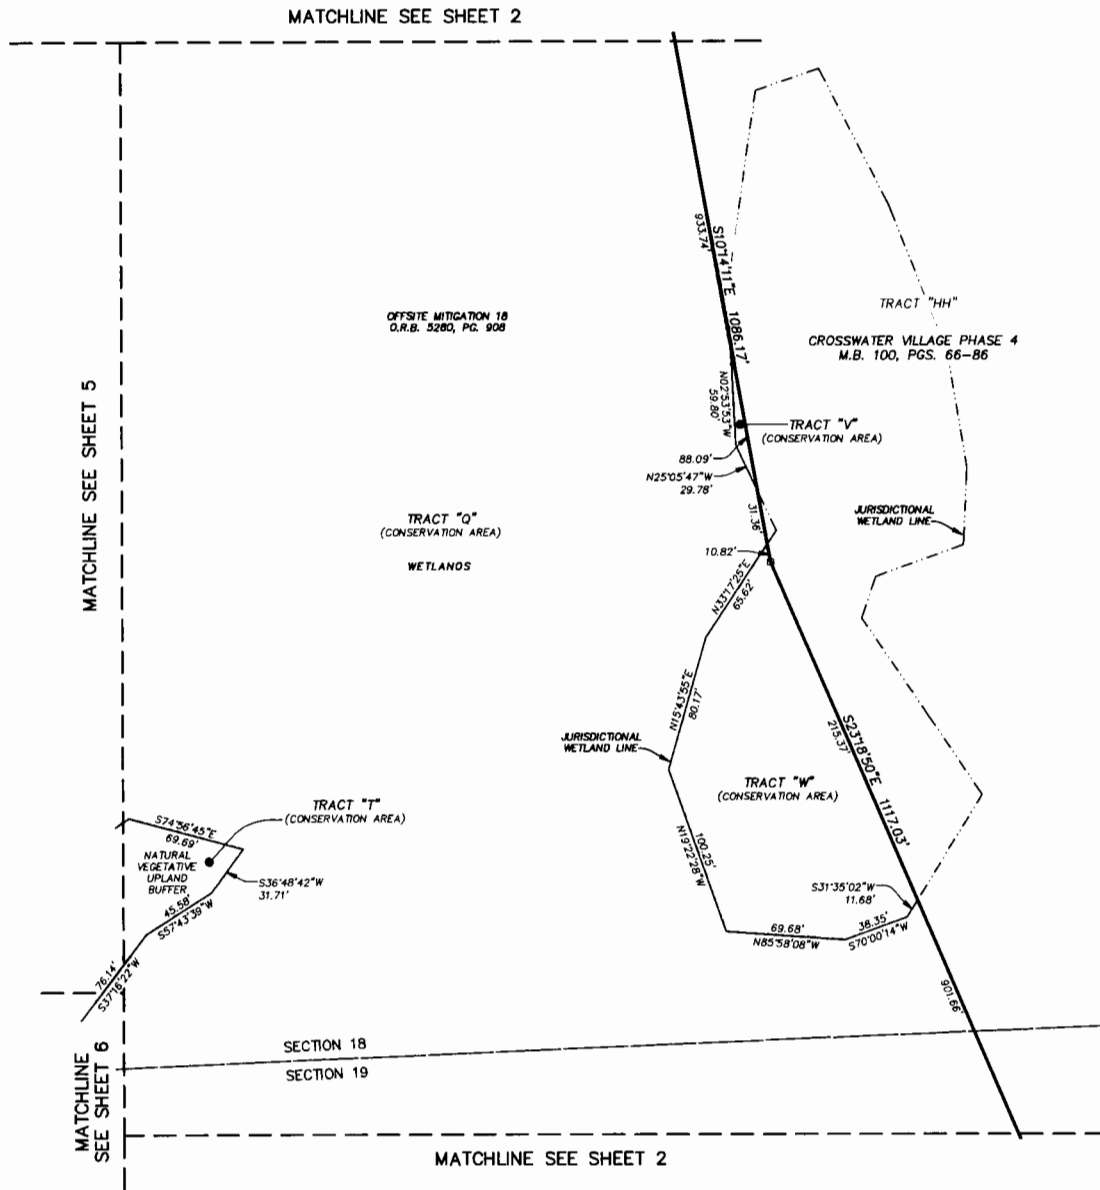 MATCHLINE SEE SHEET 2
MATCHLINE SEE SHEET 5
S10°14'11"E 1086.17'
933.74'
TRACT "HH"
CROSSWATER VILLAGE PHASE 4
M.B. 100, PGS. 66-86
OFFSITE MITIGATION 18
O.R.B. 5280, PG. 908
N02°53'53"W
59.80'
TRACT "V"
(CONSERVATION AREA)
88.09'
N25°05'47"W
29.78'
31.36'
10.82'
JURISDICTIONAL
WETLAND LINE
TRACT "Q"
(CONSERVATION AREA)
WETLANDS
N33°17'25"E
65.62'
N15°43'55"E
80.17'
JURISDICTIONAL
WETLAND LINE
S23°18'50"E 1117.03'
215.37'
TRACT "W"
(CONSERVATION AREA)
100.25'
N19°22'28"W
TRACT "T"
(CONSERVATION AREA)
S74°56'45"E
69.69'
NATURAL
VEGETATIVE
UPLAND
BUFFER
S36°48'42"W
31.71'
45.58'
S57°43'39"W
S31°35'02"W
11.68'
69.68'
N85°58'08"W
38.35'
S70°00'14"W
76.14'
S37°16'22"W
901.66'
SECTION 18
SECTION 19
MATCHLINE
SEE SHEET 6
MATCHLINE SEE SHEET 2